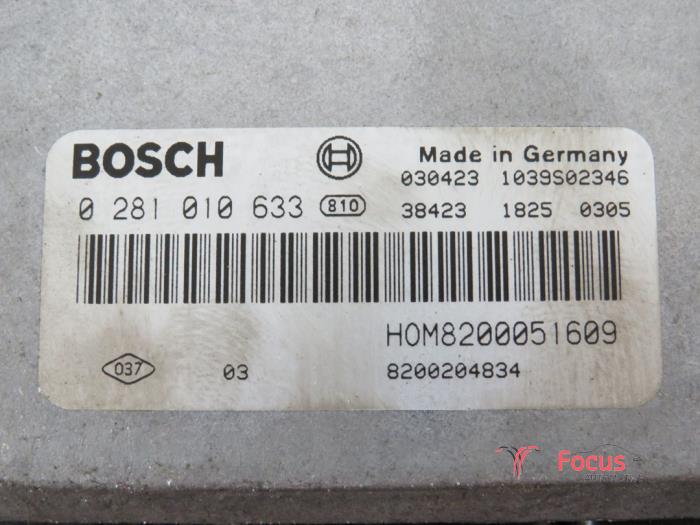 BOSCH
Made in Germany
030423 1039S02346
0 281 010 633 810 38423 1825 0305
HOM8200051609
037 03 8200204834
Focus